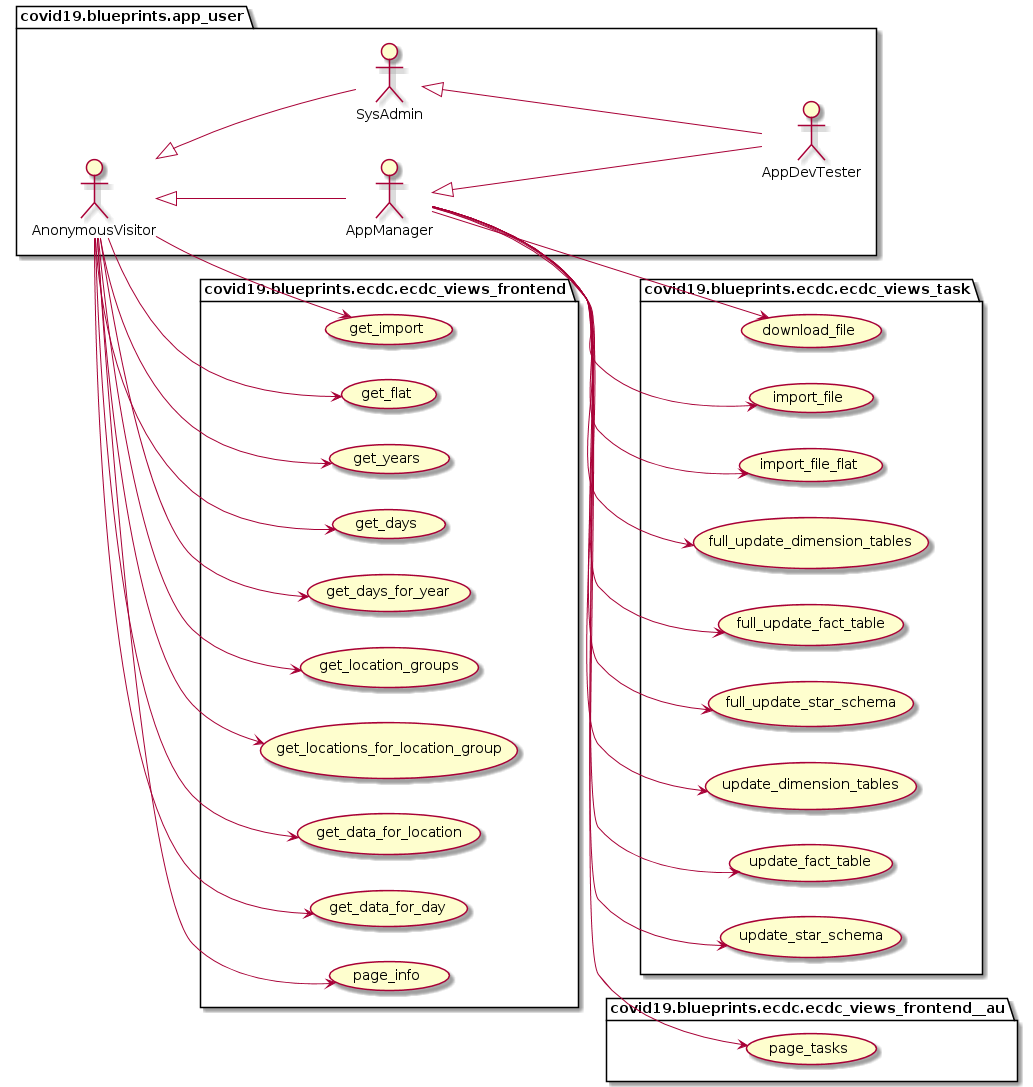 covid19.blueprints.app_user
SysAdmin
AppDevTester
AnonymousVisitor
AppManager
covid19.blueprints.ecdc.ecdc_views_frontend
get_import
get_flat
get_years
get_days
get_days_for_year
get_location_groups
get_locations_for_location_group
get_data_for_location
get_data_for_day
page_info
covid19.blueprints.ecdc.ecdc_views_task
download_file
import_file
import_file_flat
full_update_dimension_tables
full_update_fact_table
full_update_star_schema
update_dimension_tables
update_fact_table
update_star_schema
covid19.blueprints.ecdc.ecdc_views_frontend__au
page_tasks